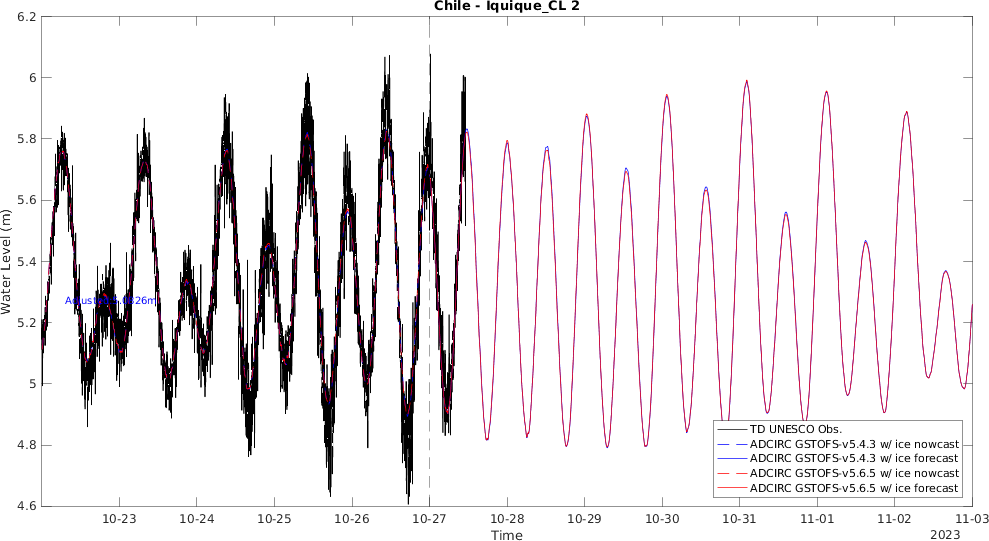 Chile - Iquique_CL 2
Water Level (m)
6.2
6
5.8
5.6
5.4
5.2
5
4.8
4.6
10-23
10-24
10-25
10-26
10-27
10-28
10-29
10-30
10-31
11-01
11-02
11-03
Time
2023
TD UNESCO Obs.
ADCIRC GSTOFS-v5.4.3 w/ ice nowcast
ADCIRC GSTOFS-v5.4.3 w/ ice forecast
ADCIRC GSTOFS-v5.6.5 w/ ice nowcast
ADCIRC GSTOFS-v5.6.5 w/ ice forecast